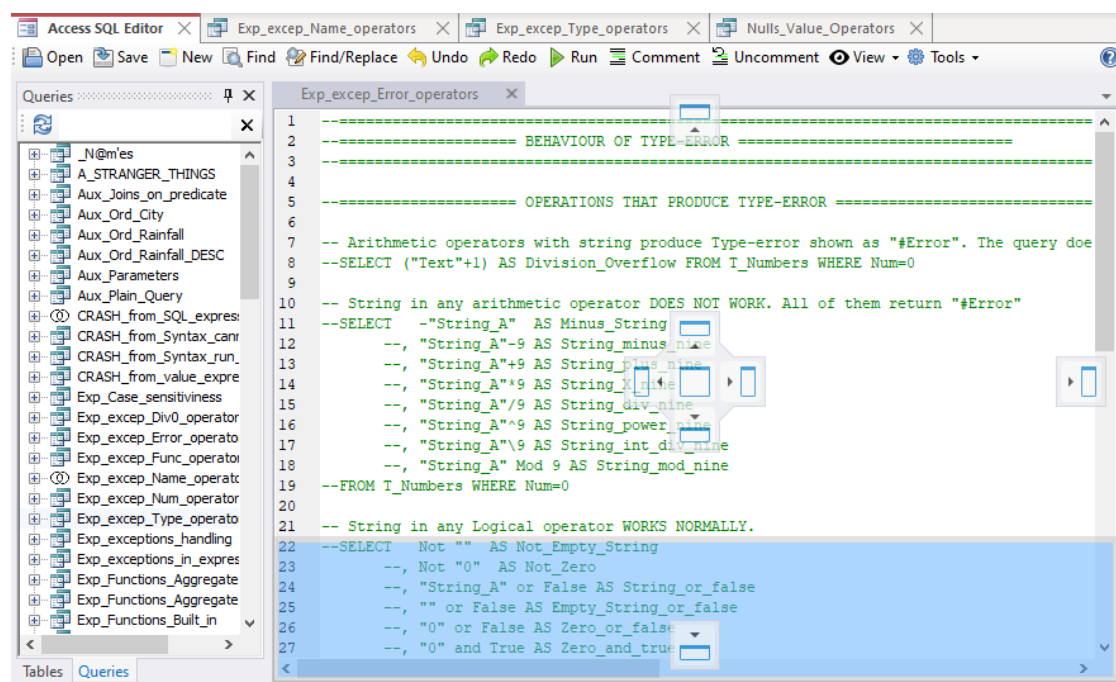 Access SQL Editor Exp_excep_Name_operators Exp_excep_Type_operators Nulls_Value_Operators
Open Save New Find Find/Replace Undo Redo Run Comment Uncomment View Tools
Queries
_N@m'es
A_STRANGER_THINGS
Aux_Joins_on_predicate
Aux_Ord_City
Aux_Ord_Rainfall
Aux_Ord_Rainfall_DESC
Aux_Parameters
Aux_Plain_Query
CRASH_from_SQL_express
CRASH_from_Syntax_canr
CRASH_from_Syntax_run_
CRASH_from_value_expre
Exp_Case_sensitiviness
Exp_excep_Div0_operator
Exp_excep_Error_operato
Exp_excep_Func_operator
Exp_excep_Name_operato
Exp_excep_Num_operator
Exp_excep_Type_operato
Exp_exceptions_handling
Exp_exceptions_in_expres
Exp_Functions_Aggregate
Exp_Functions_Aggregate
Exp_Functions_Built_in
Tables Queries
Exp_excep_Error_operators
1 --==============================================================================
2 --===================== BEHAVIOUR OF TYPE-ERROR ================================
3 --==============================================================================
4
5 --===================== OPERATIONS THAT PRODUCE TYPE-ERROR =====================
6
7 -- Arithmetic operators with string produce Type-error shown as "#Error". The query doe
8 --SELECT ("Text"+1) AS Division_Overflow FROM T_Numbers WHERE Num=0
9
10 -- String in any arithmetic operator DOES NOT WORK. All of them return "#Error"
11 --SELECT -"String_A" AS Minus_String
12 --, "String_A"-9 AS String_minus_nine
13 --, "String_A"+9 AS String_plus_nine
14 --, "String_A"*9 AS String_X_nine
15 --, "String_A"/9 AS String_div_nine
16 --, "String_A"^9 AS String_power_nine
17 --, "String_A"\9 AS String_int_div_nine
18 --, "String_A" Mod 9 AS String_mod_nine
19 --FROM T_Numbers WHERE Num=0
20
21 -- String in any Logical operator WORKS NORMALLY.
22 --SELECT Not "" AS Not_Empty_String
23 --, Not "0" AS Not_Zero
24 --, "String_A" or False AS String_or_false
25 --, "" or False AS Empty_String_or_false
26 --, "0" or False AS Zero_or_false
27 --, "0" and True AS Zero_and_true